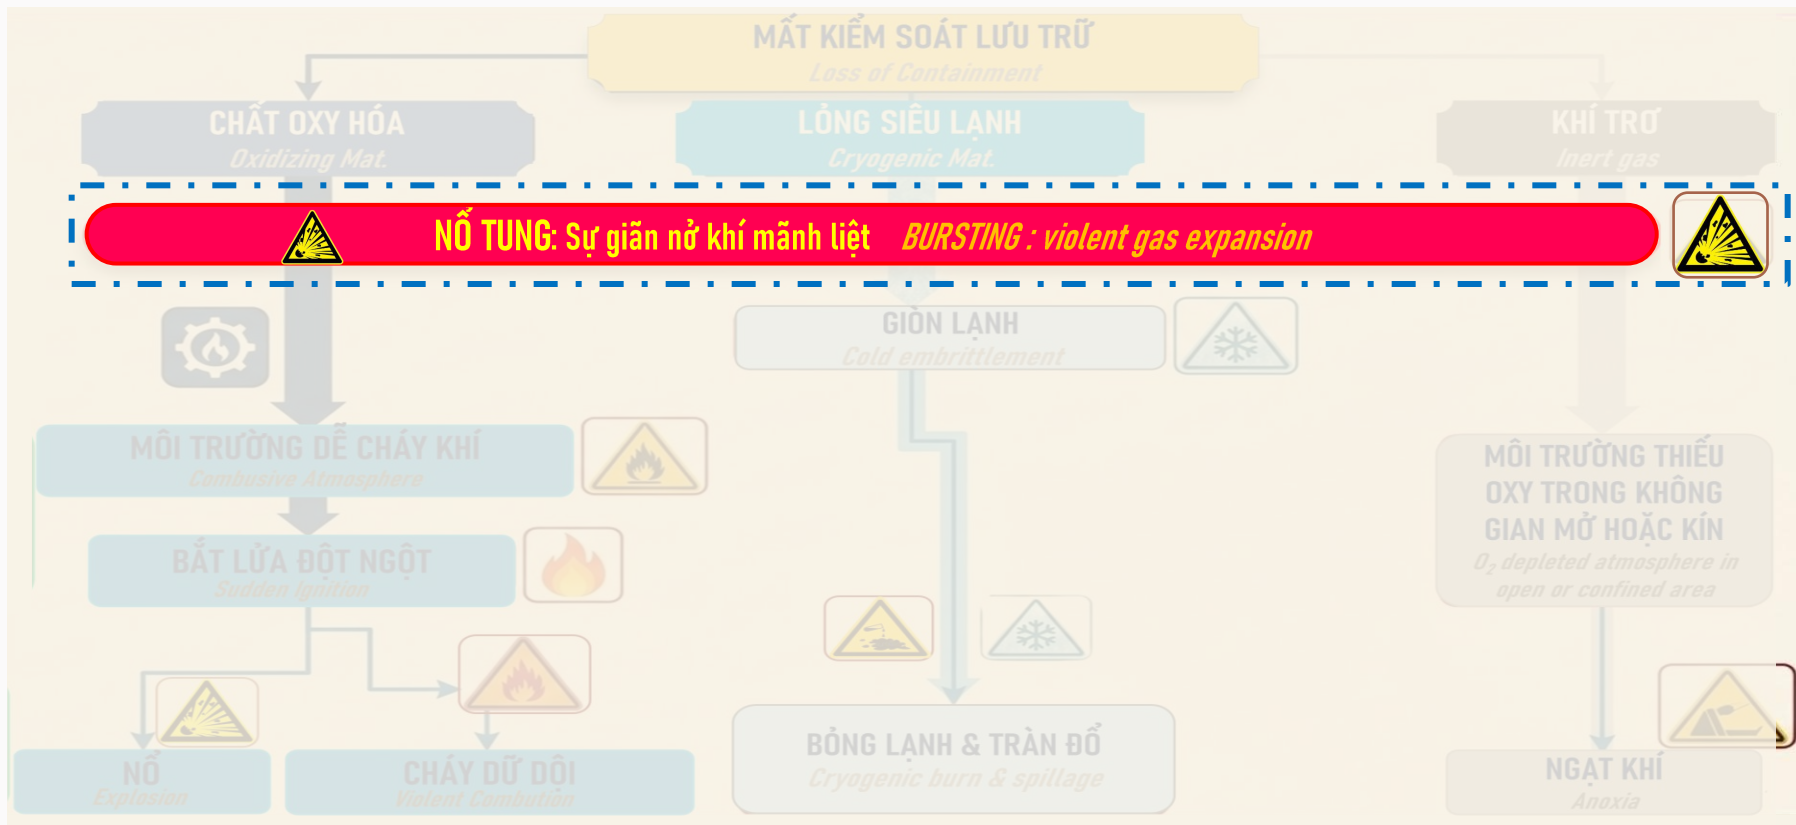 MẤT KIỂM SOÁT LƯU TRỮ
Loss of Containment
CHẤT OXY HÓA
Oxidizing Mat.
LỎNG SIÊU LẠNH
Cryogenic Mat.
KHÍ TRƠ
Inert gas
NỔ TUNG: Sự giãn nở khí mãnh liệt BURSTING : violent gas expansion
GIÒN LẠNH
Cold embrittlement
MÔI TRƯỜNG DỄ CHÁY KHÍ
Combusive Atmosphere
BẮT LỬA ĐỘT NGỘT
Sudden Ignition
MÔI TRƯỜNG THIẾU
OXY TRONG KHÔNG
GIAN MỞ HOẶC KÍN
O₂ depleted atmosphere in
open or confined area
NỔ
Explosion
CHÁY DỮ DỘI
Violent Combution
BỎNG LẠNH & TRÀN ĐỔ
Cryogenic burn & spillage
NGẠT KHÍ
Anoxia